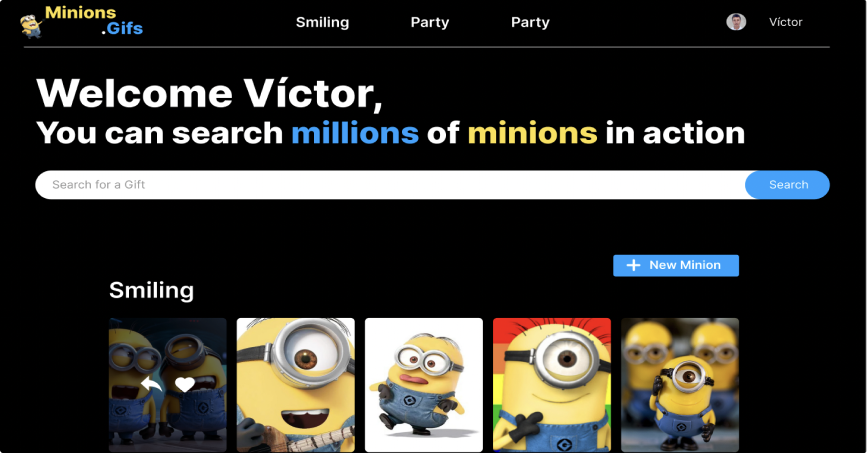 Minions
.Gifs
Smiling
Party
Party
Víctor
Welcome Víctor,
You can search millions of minions in action
Search for a Gift
Search
New Minion
Smiling